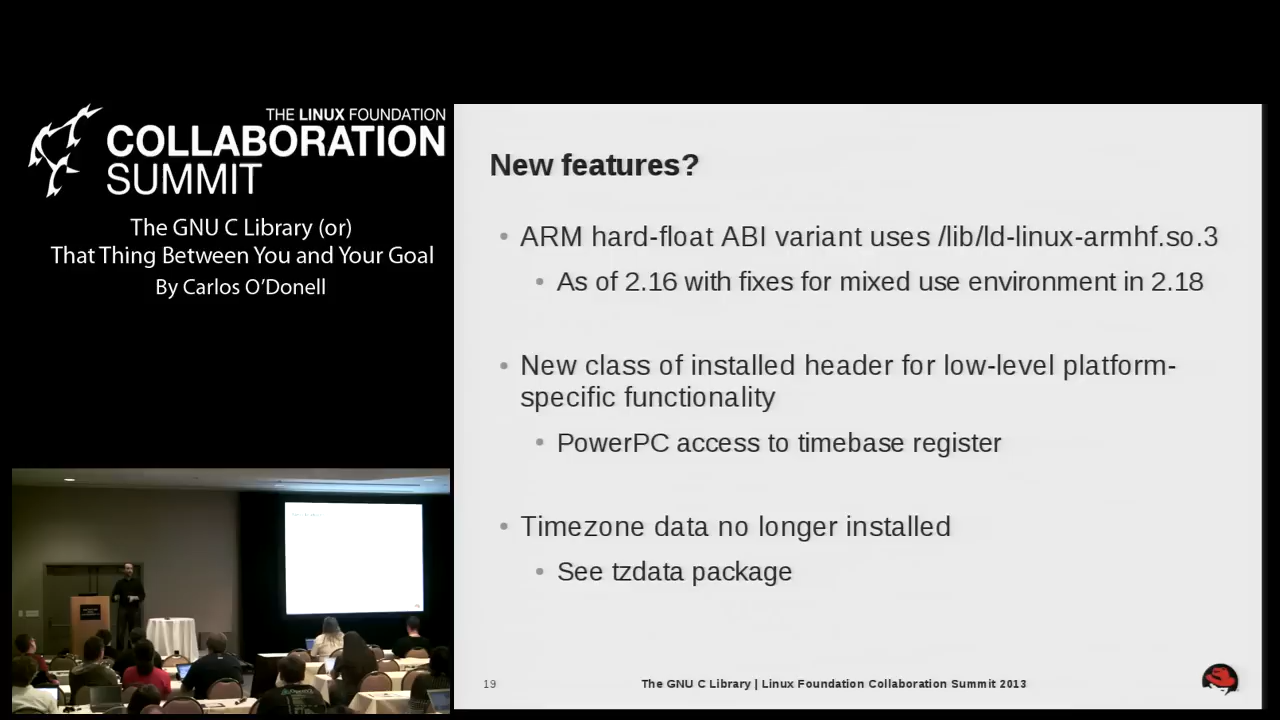 THE LINUX FOUNDATION
COLLABORATION
SUMMIT
The GNU C Library (or)
That Thing Between You and Your Goal
By Carlos O'Donell
New features?
• ARM hard-float ABI variant uses /lib/ld-linux-armhf.so.3
• As of 2.16 with fixes for mixed use environment in 2.18
• New class of installed header for low-level platform-
specific functionality
• PowerPC access to timebase register
• Timezone data no longer installed
• See tzdata package
19
The GNU C Library | Linux Foundation Collaboration Summit 2013